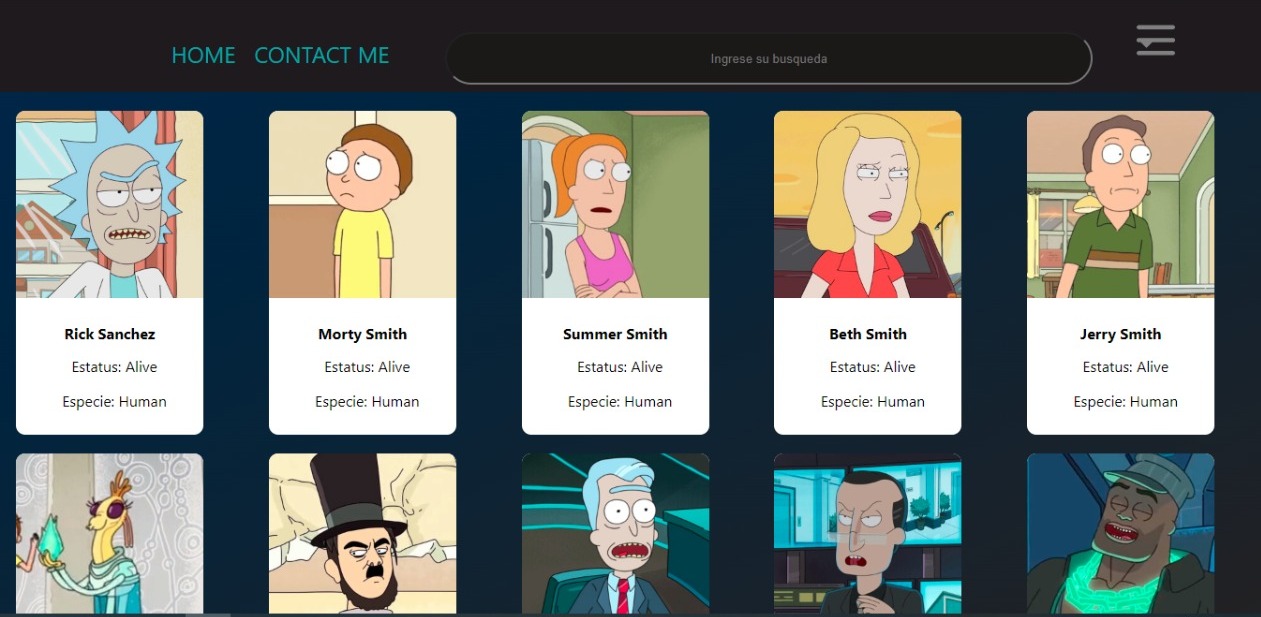 HOME CONTACT ME Ingrese su busqueda
Rick Sanchez
Estatus: Alive
Especie: Human
Morty Smith
Estatus: Alive
Especie: Human
Summer Smith
Estatus: Alive
Especie: Human
Beth Smith
Estatus: Alive
Especie: Human
Jerry Smith
Estatus: Alive
Especie: Human